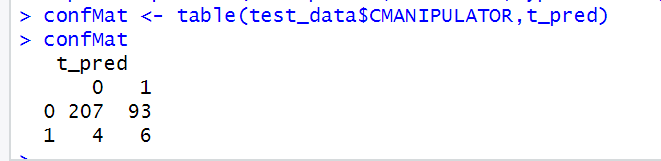 > confMat <- table(test_data$CMANIPULATOR,t_pred)
> confMat
   t_pred
      0   1
  0 207  93
  1   4   6
>